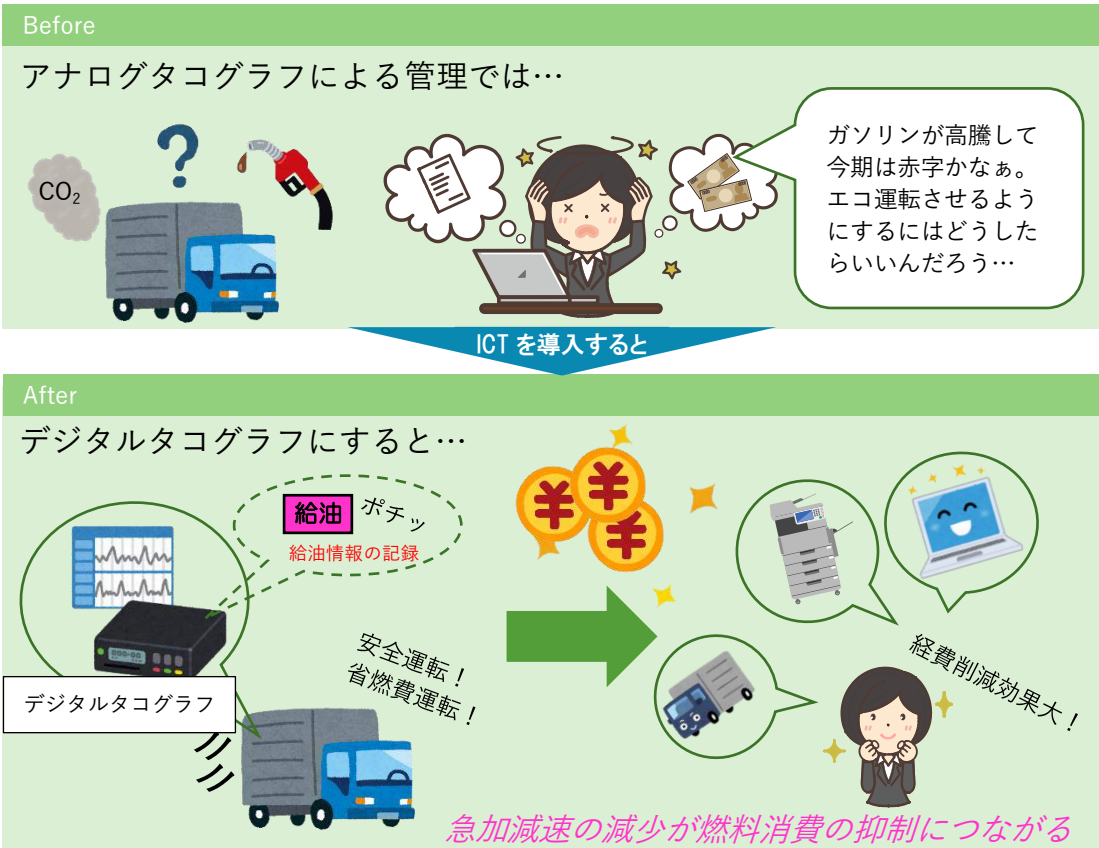 Before
アナログタコグラフによる管理では…
CO₂
ガソリンが高騰して
今期は赤字かなぁ。
エコ運転させるよう
にするにはどうした
らいいんだろう…
ICT を導入すると
After
デジタルタコグラフにすると…
給油 ポチッ
給油情報の記録
デジタルタコグラフ
安全運転！
省燃費運転！
経費削減効果大！
急加減速の減少が燃料消費の抑制につながる